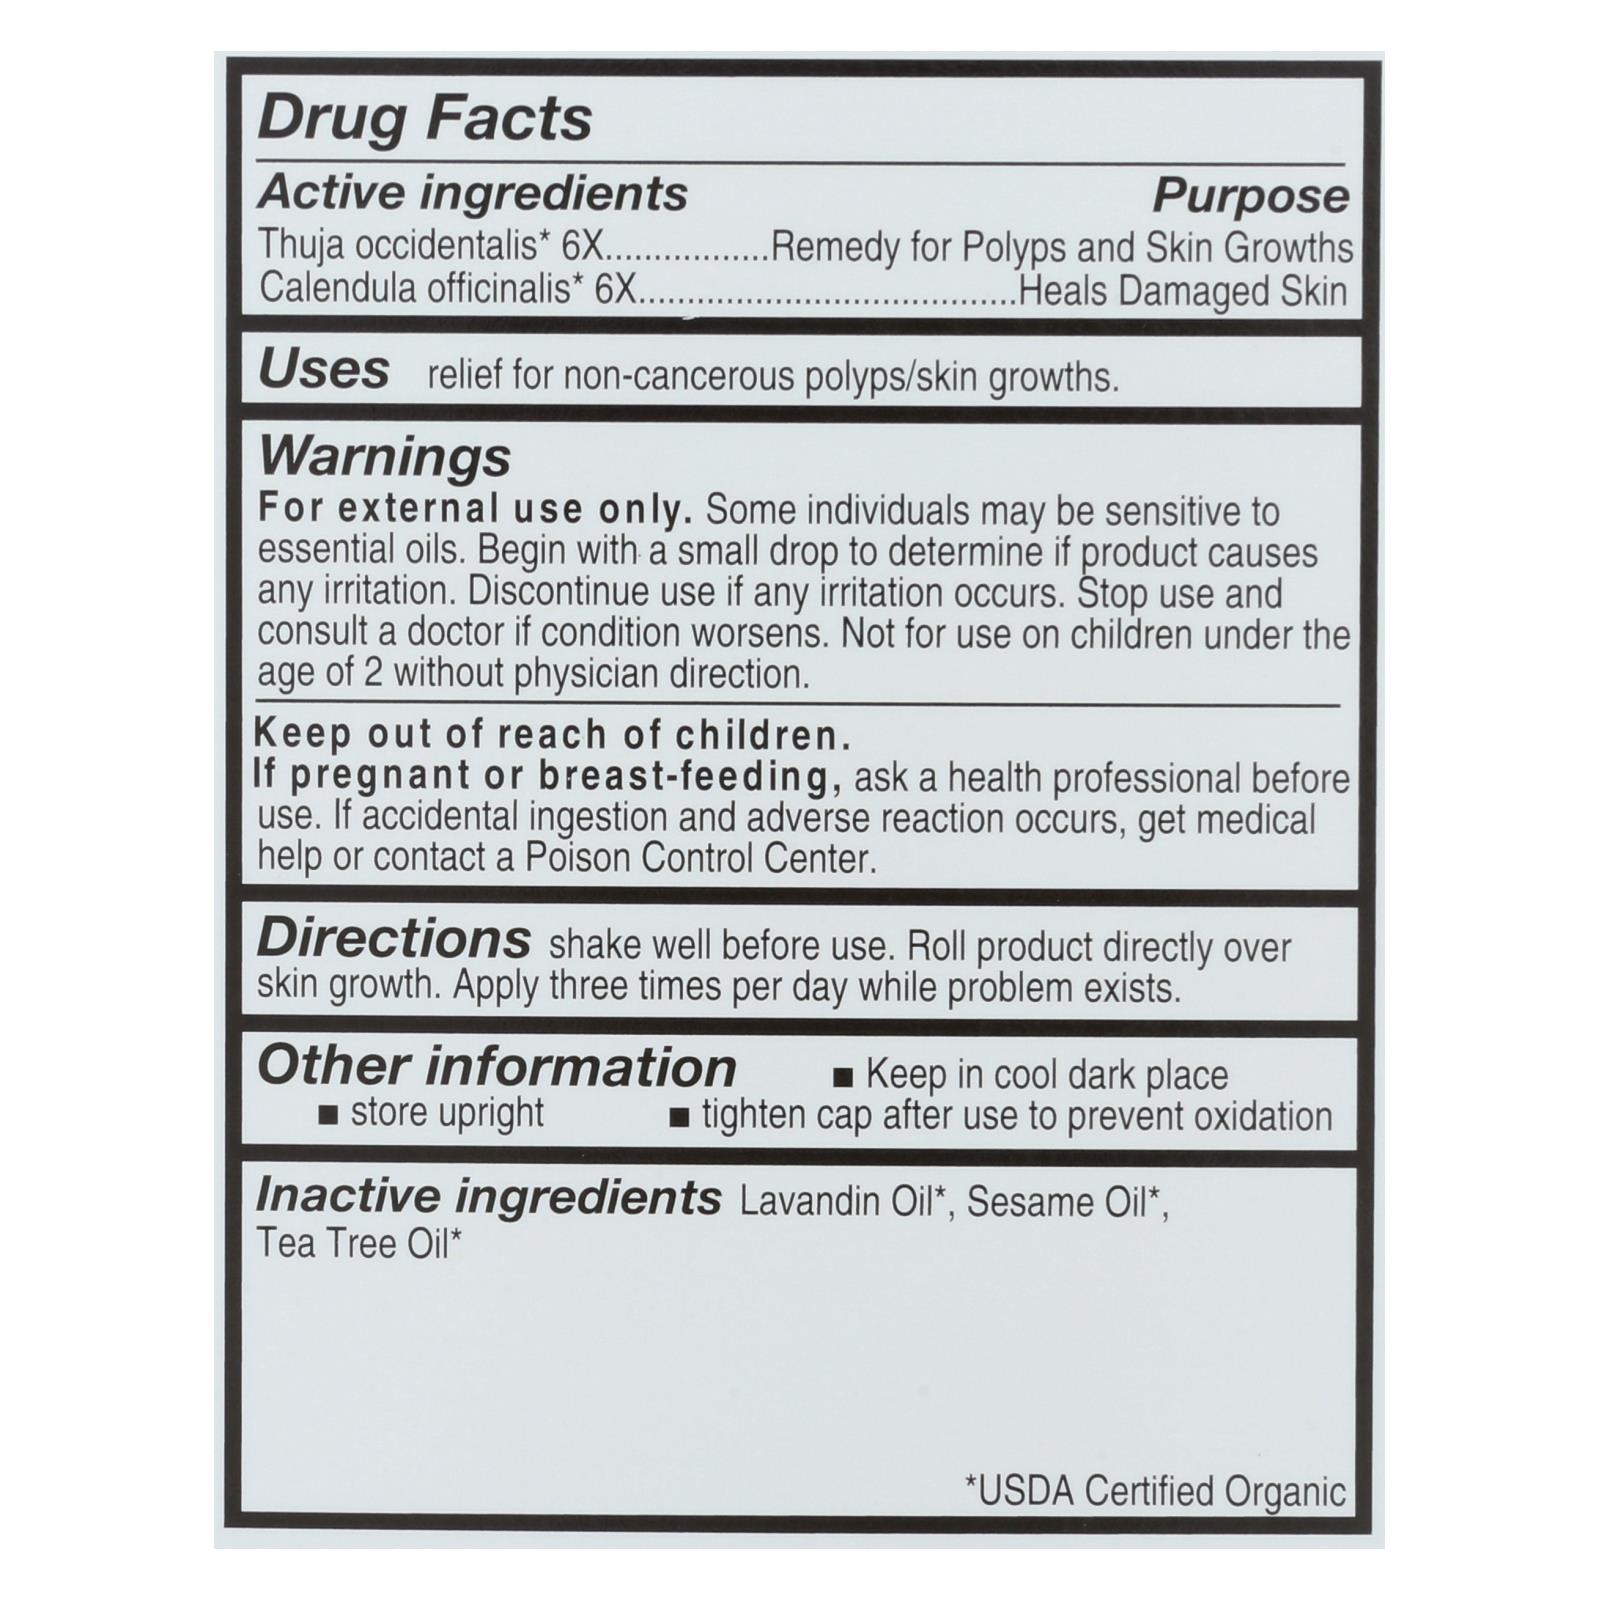 Drug Facts
Active ingredients Purpose
Thuja occidentalis* 6X.................Remedy for Polyps and Skin Growths
Calendula officinalis* 6X.......................................Heals Damaged Skin
Uses relief for non-cancerous polyps/skin growths.
Warnings
For external use only. Some individuals may be sensitive to
essential oils. Begin with a small drop to determine if product causes
any irritation. Discontinue use if any irritation occurs. Stop use and
consult a doctor if condition worsens. Not for use on children under the
age of 2 without physician direction.
Keep out of reach of children.
If pregnant or breast-feeding, ask a health professional before
use. If accidental ingestion and adverse reaction occurs, get medical
help or contact a Poison Control Center.
Directions shake well before use. Roll product directly over
skin growth. Apply three times per day while problem exists.
Other information ■ Keep in cool dark place
■ store upright ■ tighten cap after use to prevent oxidation
Inactive ingredients Lavandin Oil*, Sesame Oil*,
Tea Tree Oil*
*USDA Certified Organic